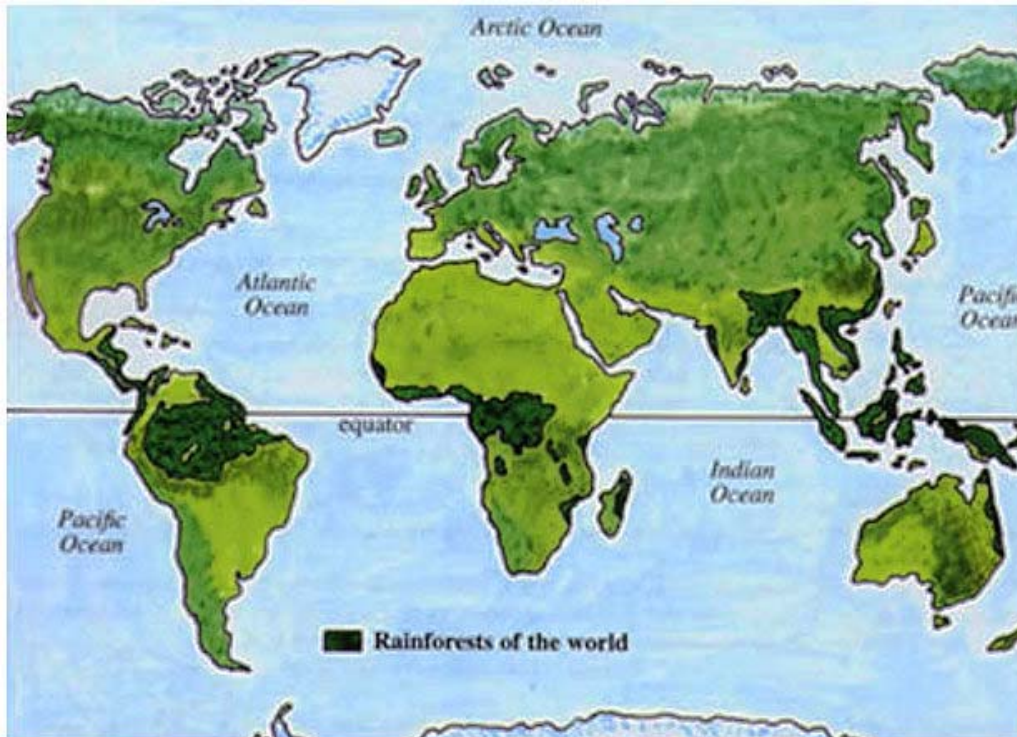 Arctic Ocean
Atlantic
Ocean
Pacific
Ocean
equator
Indian
Ocean
Pacific
Ocean
Rainforests of the world